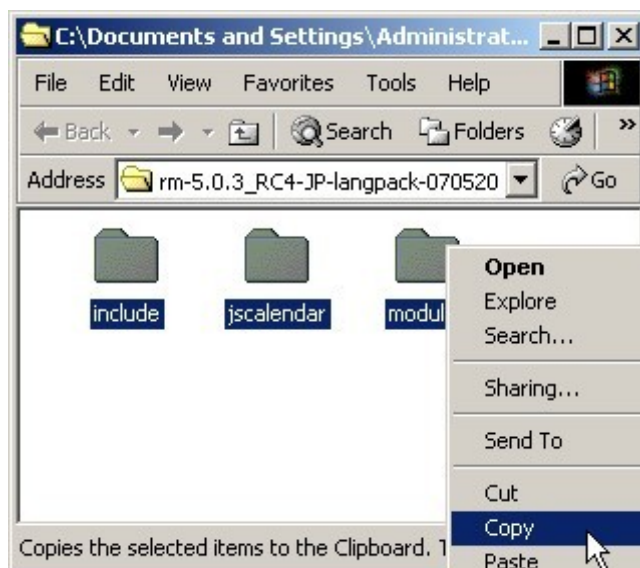 C:\Documents and Settings\Administrat...
File Edit View Favorites Tools Help
Back Search Folders »
Address rm-5.0.3_RC4-JP-langpack-070520 Go
include jscalendar modul
Open
Explore
Search...
Sharing...
Send To
Cut
Copy
Paste
Copies the selected items to the Clipboard.